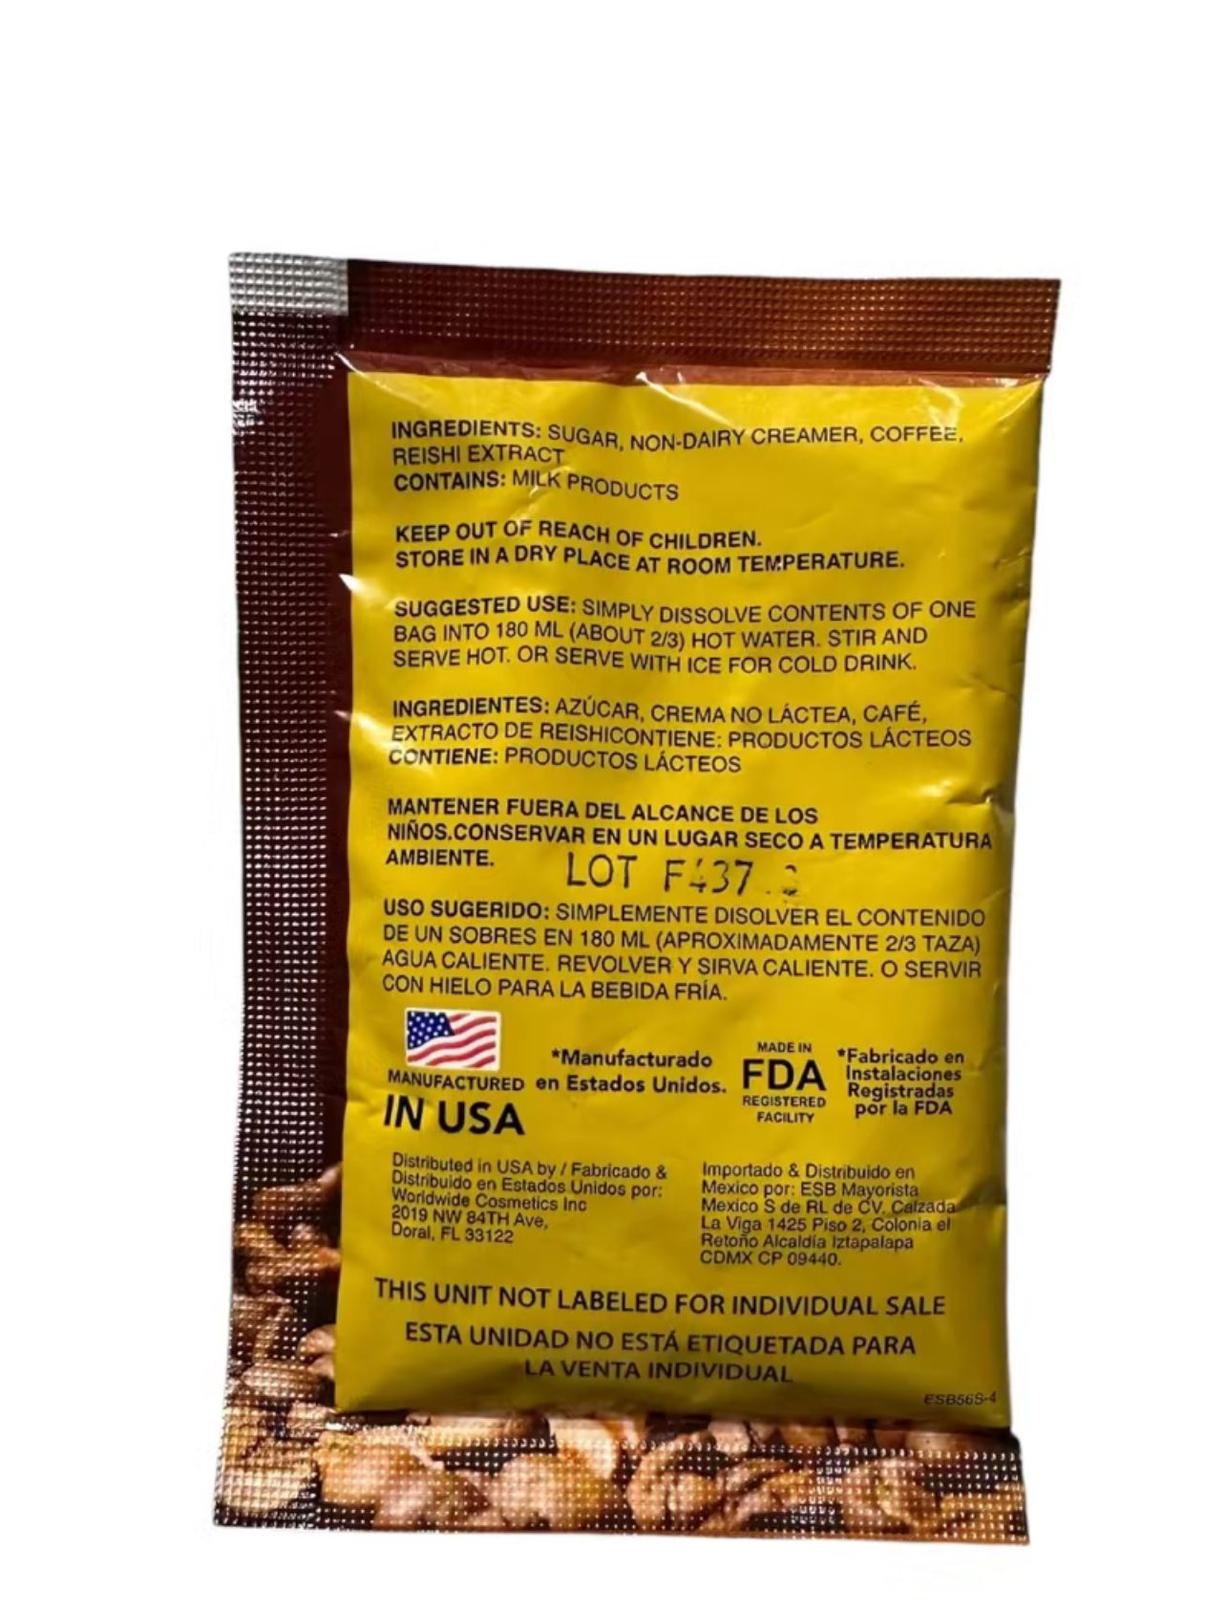 INGREDIENTS: SUGAR, NON-DAIRY CREAMER, COFFEE,
REISHI EXTRACT
CONTAINS: MILK PRODUCTS
KEEP OUT OF REACH OF CHILDREN.
STORE IN A DRY PLACE AT ROOM TEMPERATURE.
SUGGESTED USE: SIMPLY DISSOLVE CONTENTS OF ONE
BAG INTO 180 ML (ABOUT 2/3) HOT WATER. STIR AND
SERVE HOT. OR SERVE WITH ICE FOR COLD DRINK.
INGREDIENTES: AZÚCAR, CREMA NO LÁCTEA, CAFÉ,
EXTRACTO DE REISHICONTIENE: PRODUCTOS LÁCTEOS
CONTIENE: PRODUCTOS LÁCTEOS
MANTENER FUERA DEL ALCANCE DE LOS
NIÑOS.CONSERVAR EN UN LUGAR SECO A TEMPERATURA
AMBIENTE.
LOT
USO SUGERIDO: SIMPLEMENTE DISOLVER EL CONTENIDO
DE UN SOBRES EN 180 ML (APROXIMADAMENTE 2/3 TAZA)
AGUA CALIENTE. REVOLVER Y SIRVA CALIENTE. O SERVIR
CON HIELO PARA LA BEBIDA FRÍA.
MANUFACTURED
IN USA
*Manufacturado
en Estados Unidos.
MADE IN
FDA
REGISTERED
FACILITY
*Fabricado en
Instalaciones
Registradas
por la FDA
Distributed in USA by / Fabricado &
Distribuido en Estados Unidos por:
Worldwide Cosmetics Inc
2019 NW 84TH Ave,
Doral, FL 33122
Importado & Distribuido en
Mexico por: ESB Mayorista
Mexico S de RL de CV, Calzada
La Viga 1425 Piso 2, Colonia el
Retoño Alcaldía Iztapalapa
CDMX CP 09440.
THIS UNIT NOT LABELED FOR INDIVIDUAL SALE
ESTA UNIDAD NO ESTÁ ETIQUETADA PARA
LA VENTA INDIVIDUAL
ESB56S-4